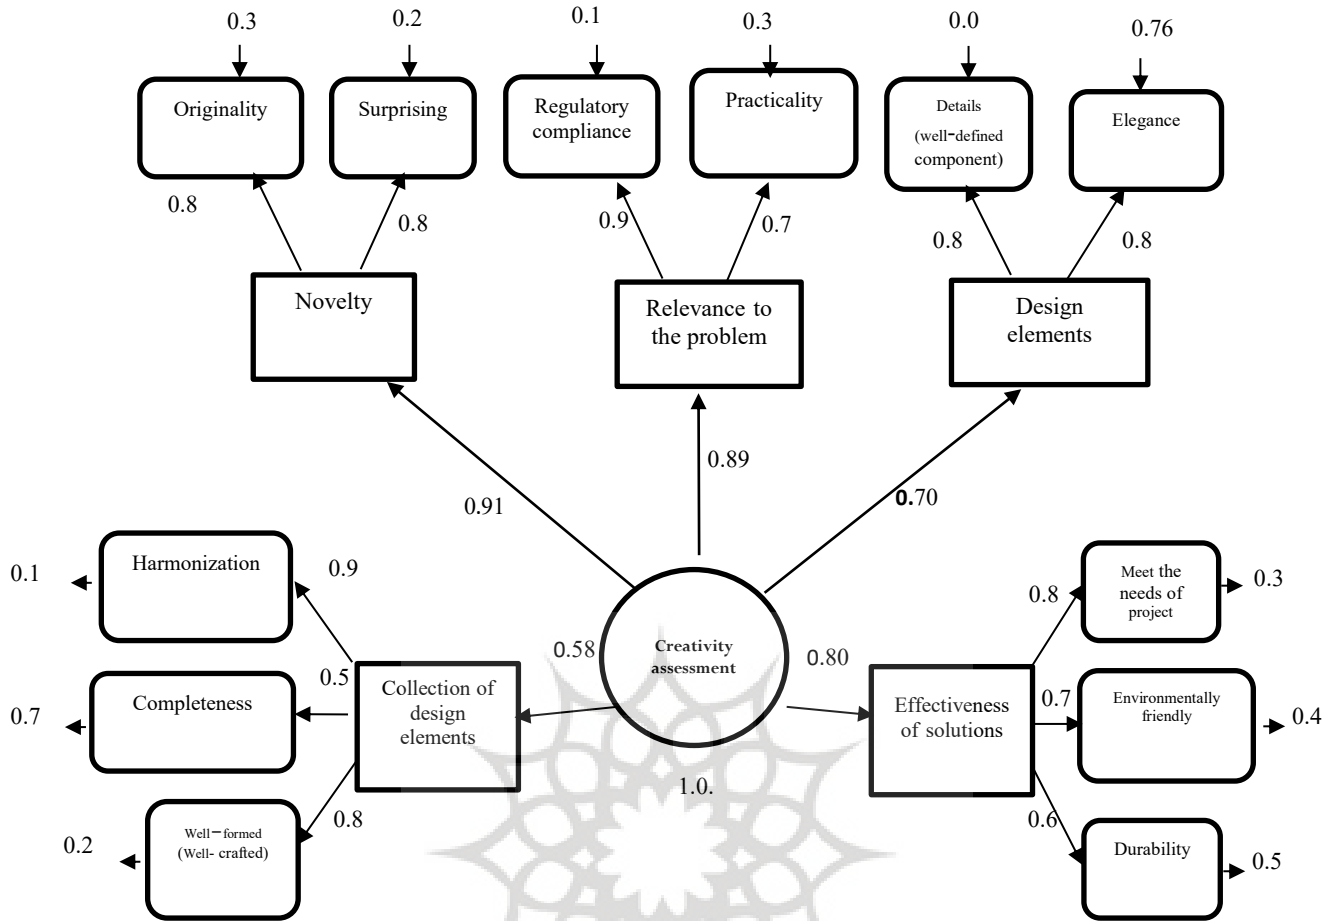 0.3
0.2
0.1
0.3
0.0
0.76
Originality
Surprising
Regulatory
compliance
Practicality
Details
(well-defined
component)
Elegance
0.8
0.8
0.9
0.7
0.8
0.8
Novelty
Relevance to
the problem
Design
elements
0.91
0.89
0.70
0.1
Harmonization
0.9
0.58
Creativity
assessment
0.80
0.8
Meet the
needs of
project
0.3
0.7
Completeness
0.5
Collection of
design
elements
Effectiveness
of solutions
0.7
Environmentally
friendly
0.4
1.0.
0.2
Well-formed
(Well- crafted)
0.8
0.6
Durability
0.5